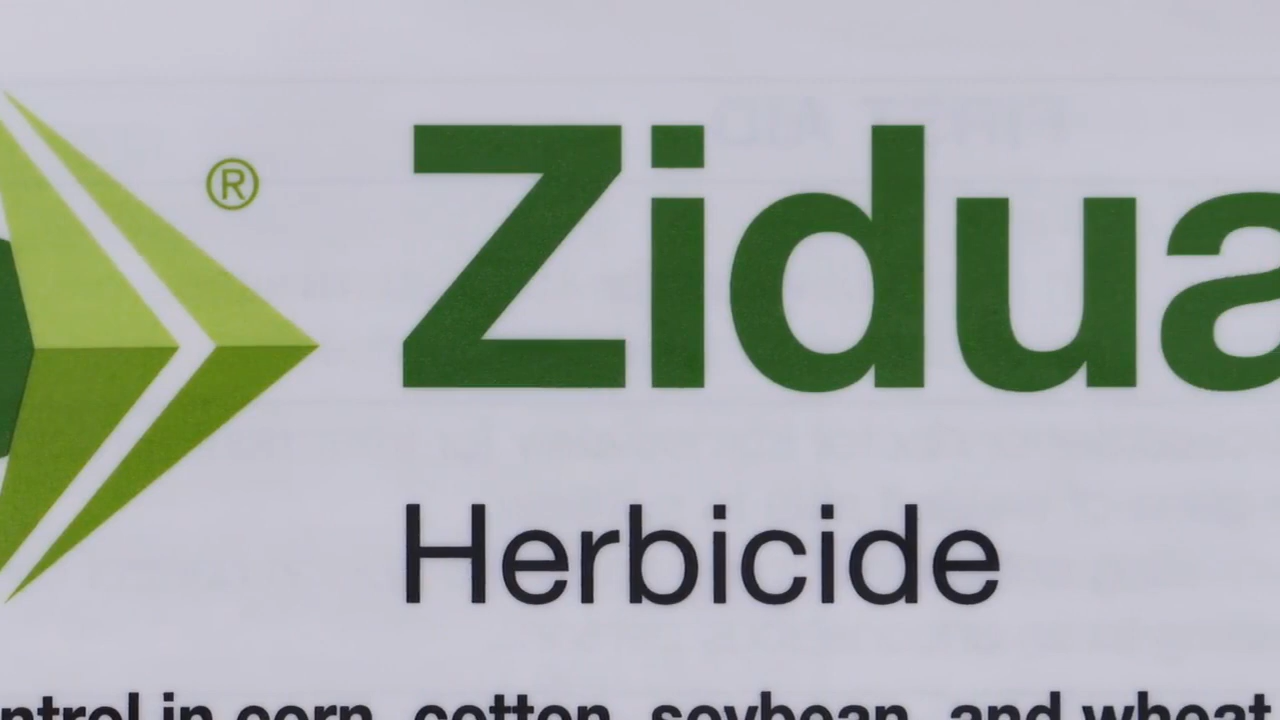 ®
Zidua
Herbicide
ntrol in corn, cotton, soybean, and wheat